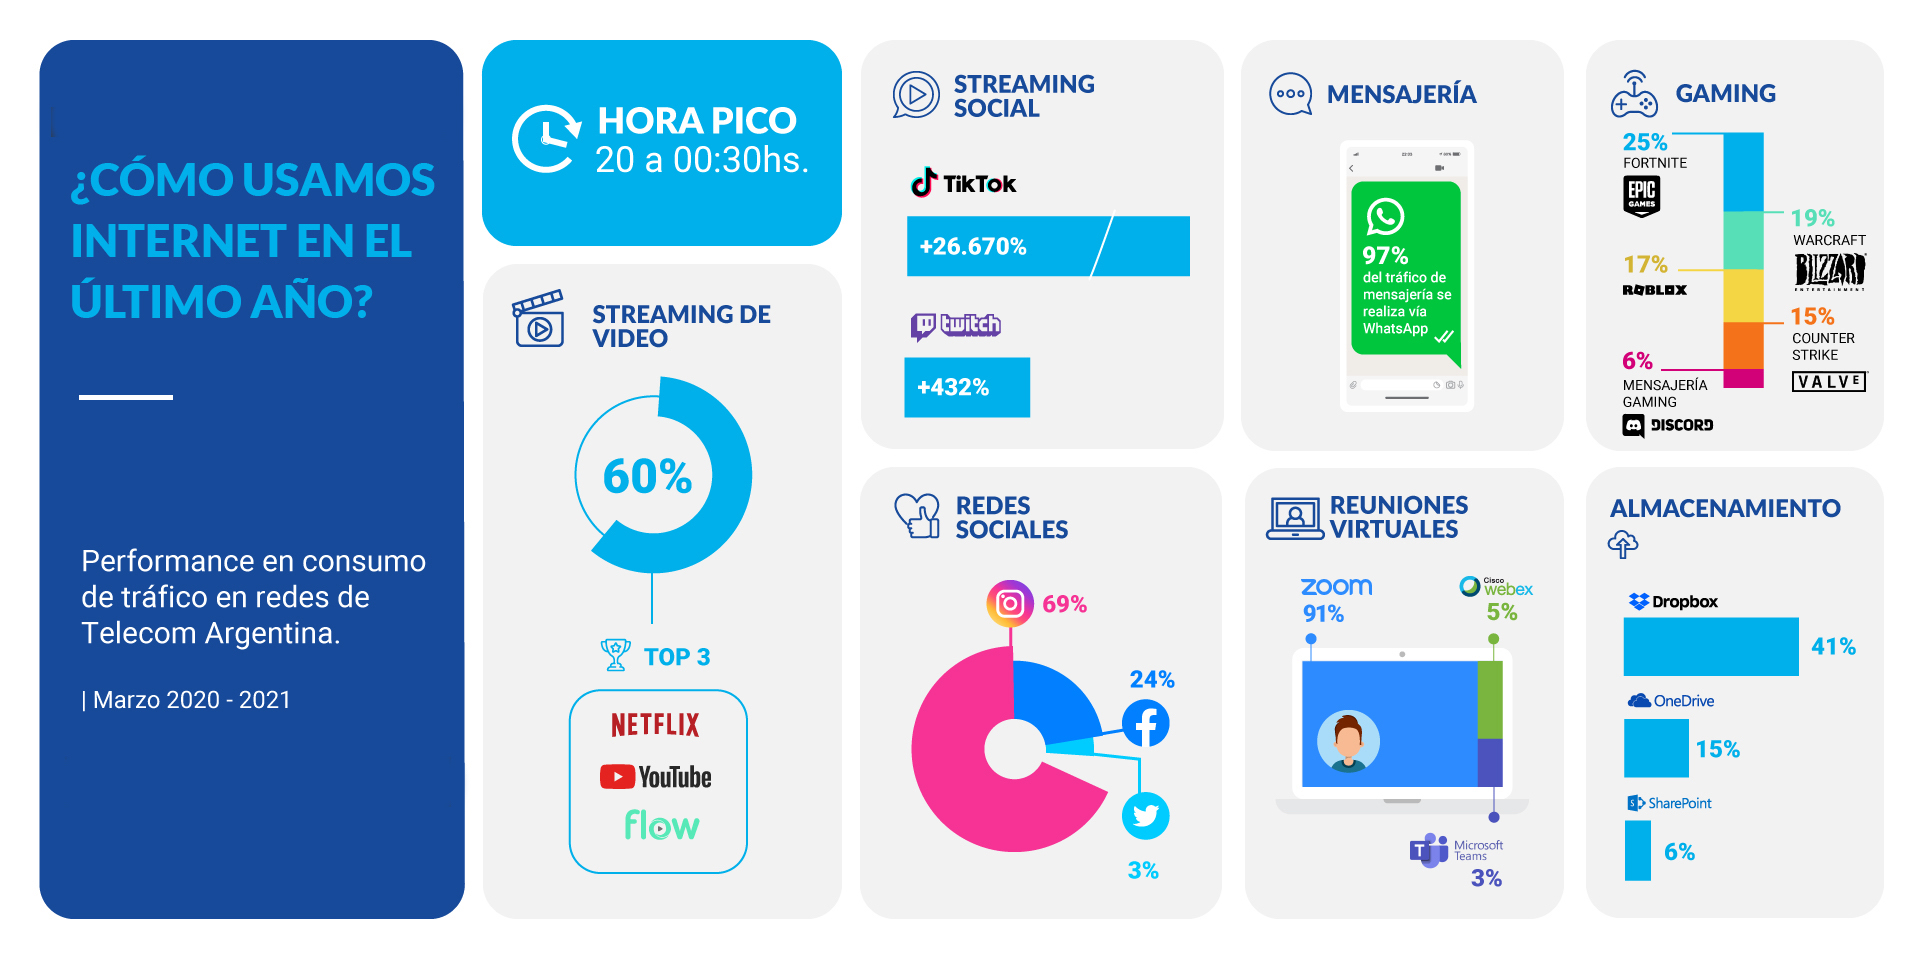 ¿CÓMO USAMOS
INTERNET EN EL
ÚLTIMO AÑO?
Performance en consumo
de tráfico en redes de
Telecom Argentina.
| Marzo 2020 - 2021
HORA PICO
20 a 00:30hs.
STREAMING DE
VIDEO
60%
TOP 3
NETFLIX
YouTube
flow
STREAMING
SOCIAL
TikTok
+26.670%
twitch
+432%
REDES
SOCIALES
69%
24%
3%
MENSAJERÍA
97%
del tráfico de
mensajería se
realiza vía
WhatsApp
REUNIONES
VIRTUALES
zoom
91%
Cisco
webex
5%
Microsoft
Teams
3%
GAMING
25%
FORTNITE
EPIC
GAMES
19%
WARCRAFT
BLIZZARD
ENTERTAINMENT
17%
ROBLOX
15%
COUNTER
STRIKE
VALVE
6%
MENSAJERÍA
GAMING
DISCORD
ALMACENAMIENTO
Dropbox
41%
OneDrive
15%
SharePoint
6%